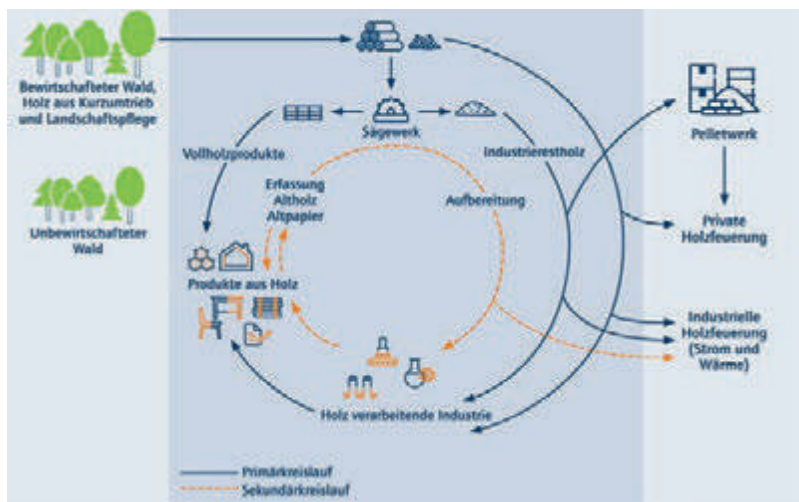 Bewirtschafteter Wald,
Holz aus Kurzumtrieb
und Landschaftspflege
Unbewirtschafteter
Wald
Sägewerk
Vollholzprodukte
Industrierestholz
Erfassung
Altholz
Altpapier
Aufbereitung
Produkte aus Holz
Holz verarbeitende Industrie
Pelletwerk
Private
Holzfeuerung
Industrielle
Holzfeuerung
(Strom und
Wärme)
Primärkreislauf
Sekundärkreislauf